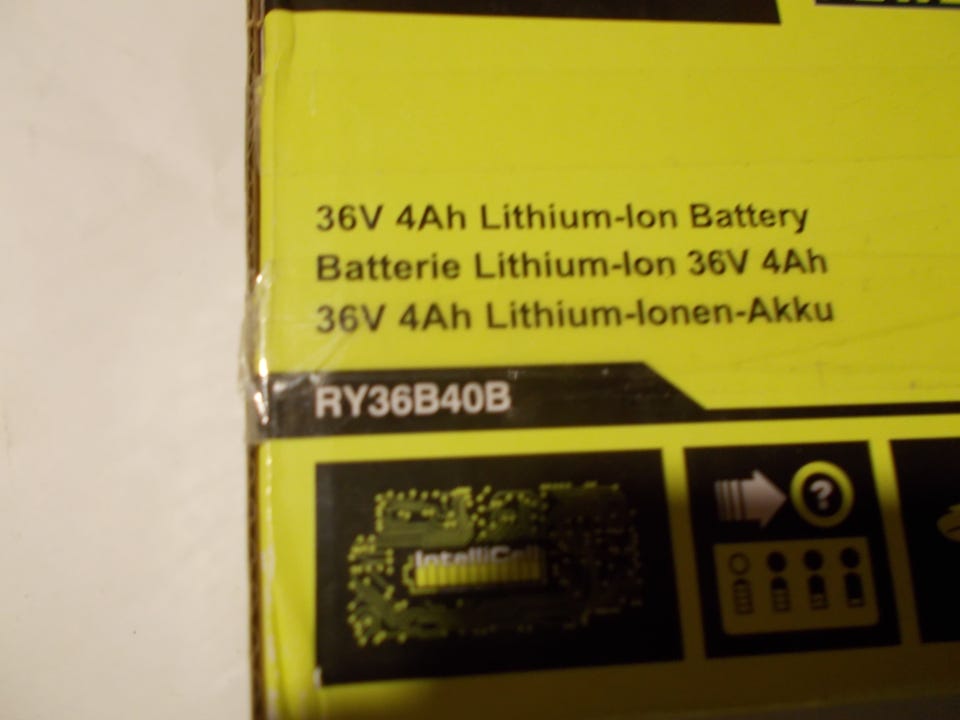 36V 4Ah Lithium-Ion Battery
Batterie Lithium-Ion 36V 4Ah
36V 4Ah Lithium-Ionen-Akku
RY36B40B
IntelliCell
?